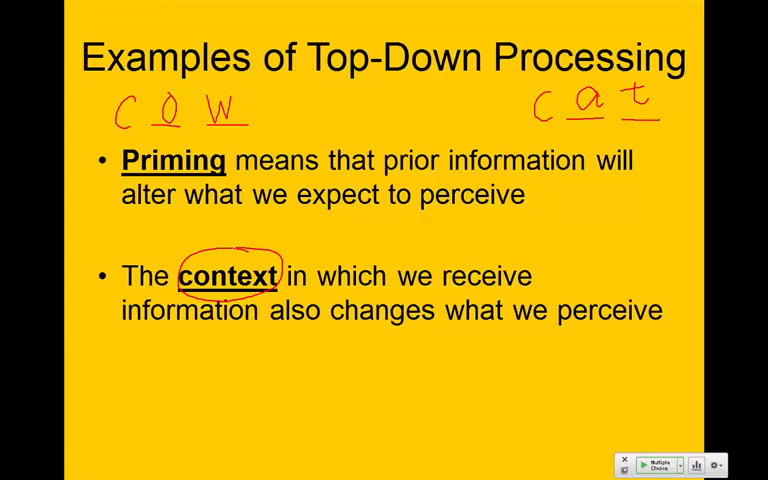 Examples of Top-Down Processing
c o w
c a t
• Priming means that prior information will
alter what we expect to perceive
• The context in which we receive
information also changes what we perceive
Multiple
Choice